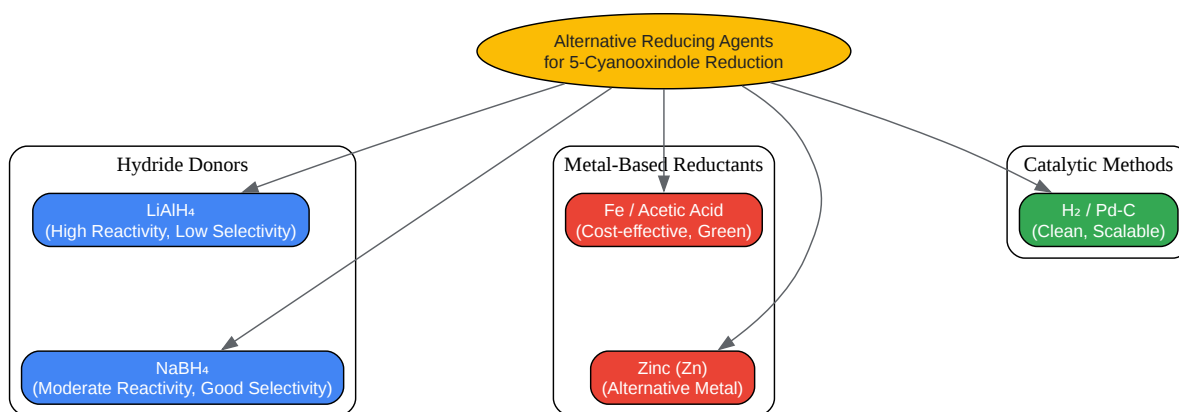 Alternative Reducing Agents
for 5-Cyanooxindole Reduction
Hydride Donors
LiAlH₄
(High Reactivity, Low Selectivity)
NaBH₄
(Moderate Reactivity, Good Selectivity)
Metal-Based Reductants
Fe / Acetic Acid
(Cost-effective, Green)
Zinc (Zn)
(Alternative Metal)
Catalytic Methods
H₂ / Pd-C
(Clean, Scalable)